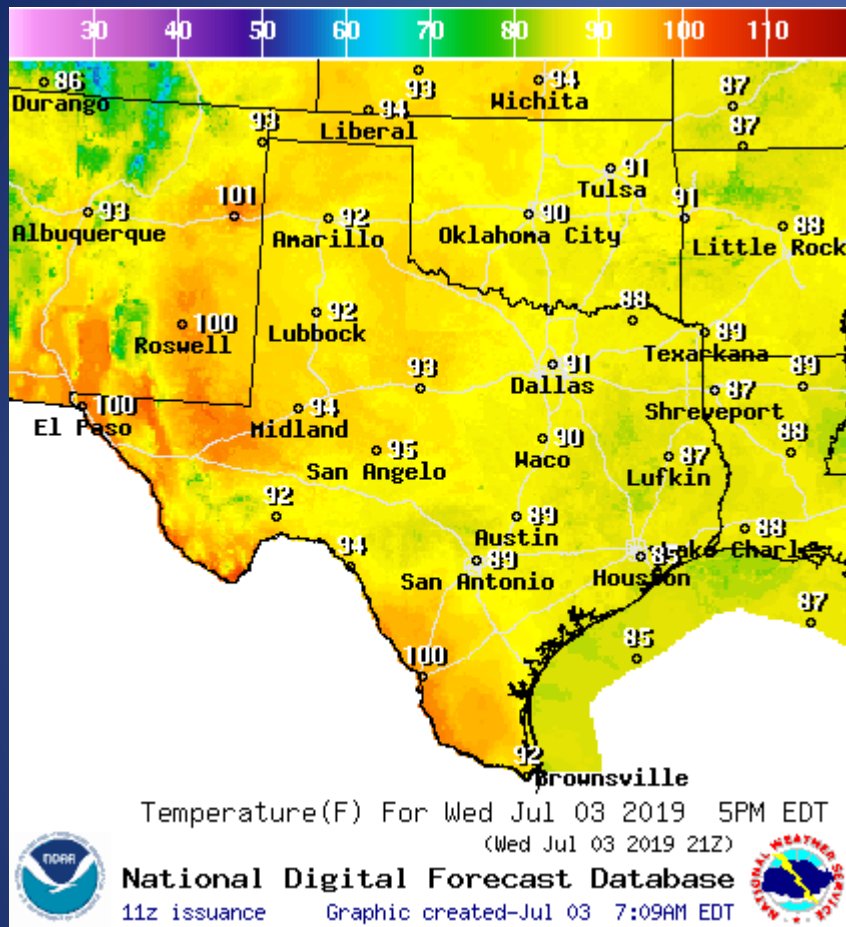 30 40 50 60 70 80 90 100 110
86 93 94 87
Durango 94 Wichita
93 Liberal 87
91
Tulsa
101 91
93 92 90 88
Albuquerque Amarillo Oklahoma City Little Rock
92 88
100 Lubbock 89
Roswell Texarkana
93 91 89
Dallas 87
100 94 Shreveport
El Paso Midland
95 90 88
San Angelo Waco 87
Lufkin
92 89 88
Austin
94 89 85 Lake Charles
San Antonio Houston
87
100 85
92
Brownsville
Temperature(F) For Wed Jul 03 2019 5PM EDT
(Wed Jul 03 2019 21Z)
NOAA
National Digital Forecast Database
11z issuance Graphic created-Jul 03 7:09AM EDT
NATIONAL WEATHER SERVICE